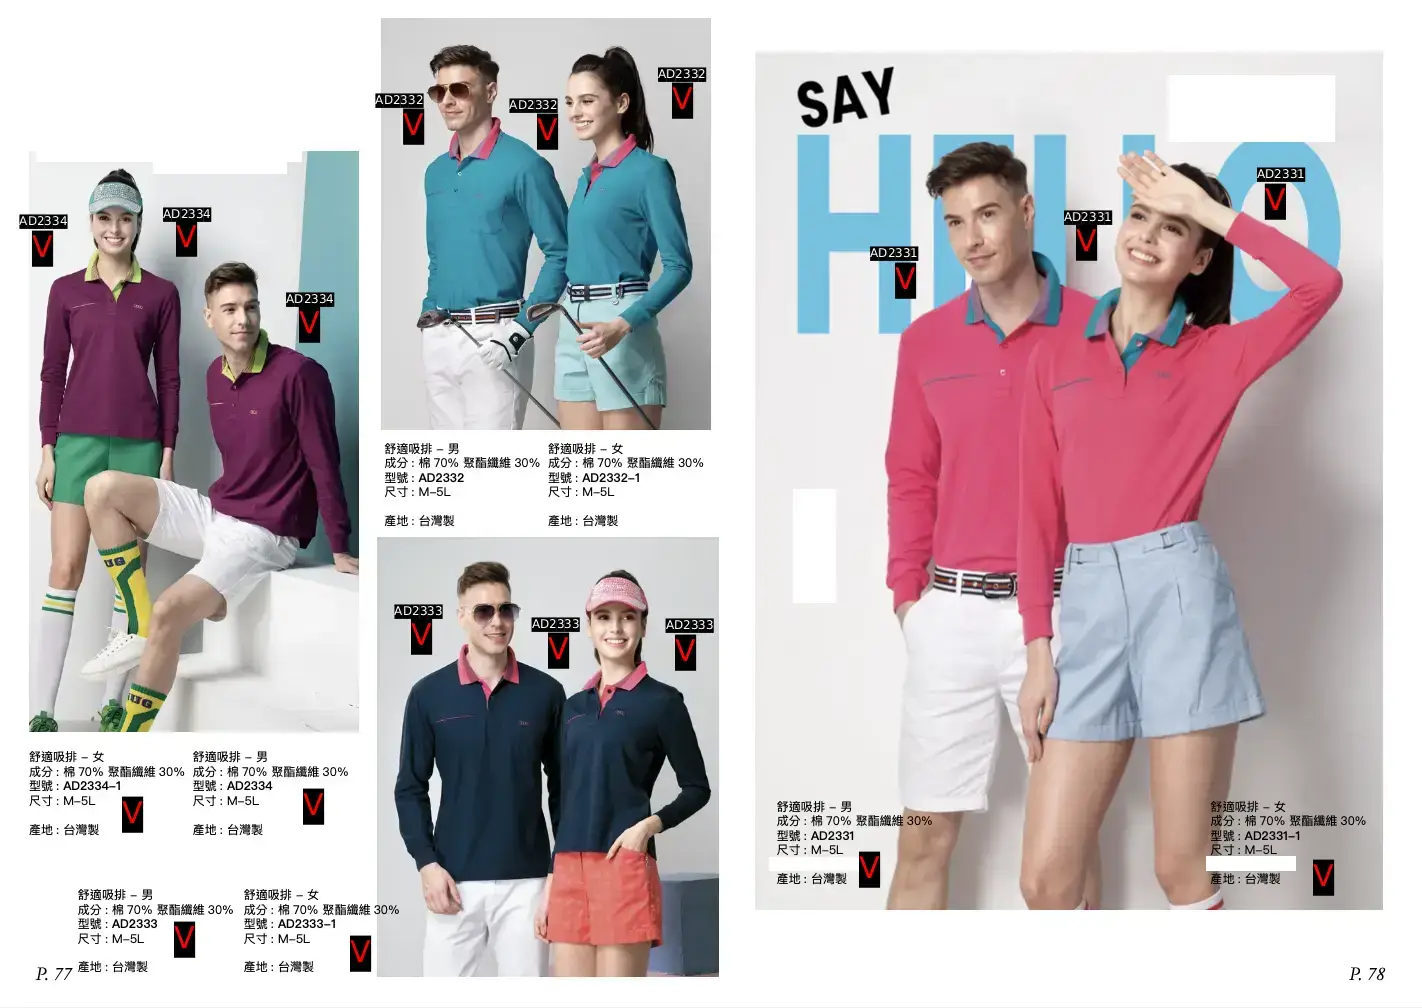 AD2334
V
AD2334
V
AD2334
V
UG
UG
舒適吸排 – 女
成分 : 棉 70% 聚酯纖維 30%
型號 : AD2334–1
尺寸 : M–5L
V
產地 : 台灣製
舒適吸排 – 男
成分 : 棉 70% 聚酯纖維 30%
型號 : AD2334
尺寸 : M–5L
V
產地 : 台灣製
AD2332
V
AD2332
V
AD2332
V
舒適吸排 – 男
成分 : 棉 70% 聚酯纖維 30%
型號 : AD2332
尺寸 : M–5L
產地 : 台灣製
舒適吸排 – 女
成分 : 棉 70% 聚酯纖維 30%
型號 : AD2332–1
尺寸 : M–5L
產地 : 台灣製
AD2333
V
AD2333
V
AD2333
V
舒適吸排 – 男
成分 : 棉 70% 聚酯纖維 30%
型號 : AD2333
尺寸 : M–5L
V
產地 : 台灣製
舒適吸排 – 女
成分 : 棉 70% 聚酯纖維 30%
型號 : AD2333–1
尺寸 : M–5L
V
產地 : 台灣製
P. 77
SAY
HELLO
AD2331
V
AD2331
V
AD2331
V
舒適吸排 – 男
成分 : 棉 70% 聚酯纖維 30%
型號 : AD2331
尺寸 : M–5L
V
產地 : 台灣製
舒適吸排 – 女
成分 : 棉 70% 聚酯纖維 30%
型號 : AD2331–1
尺寸 : M–5L
V
產地 : 台灣製
P. 78